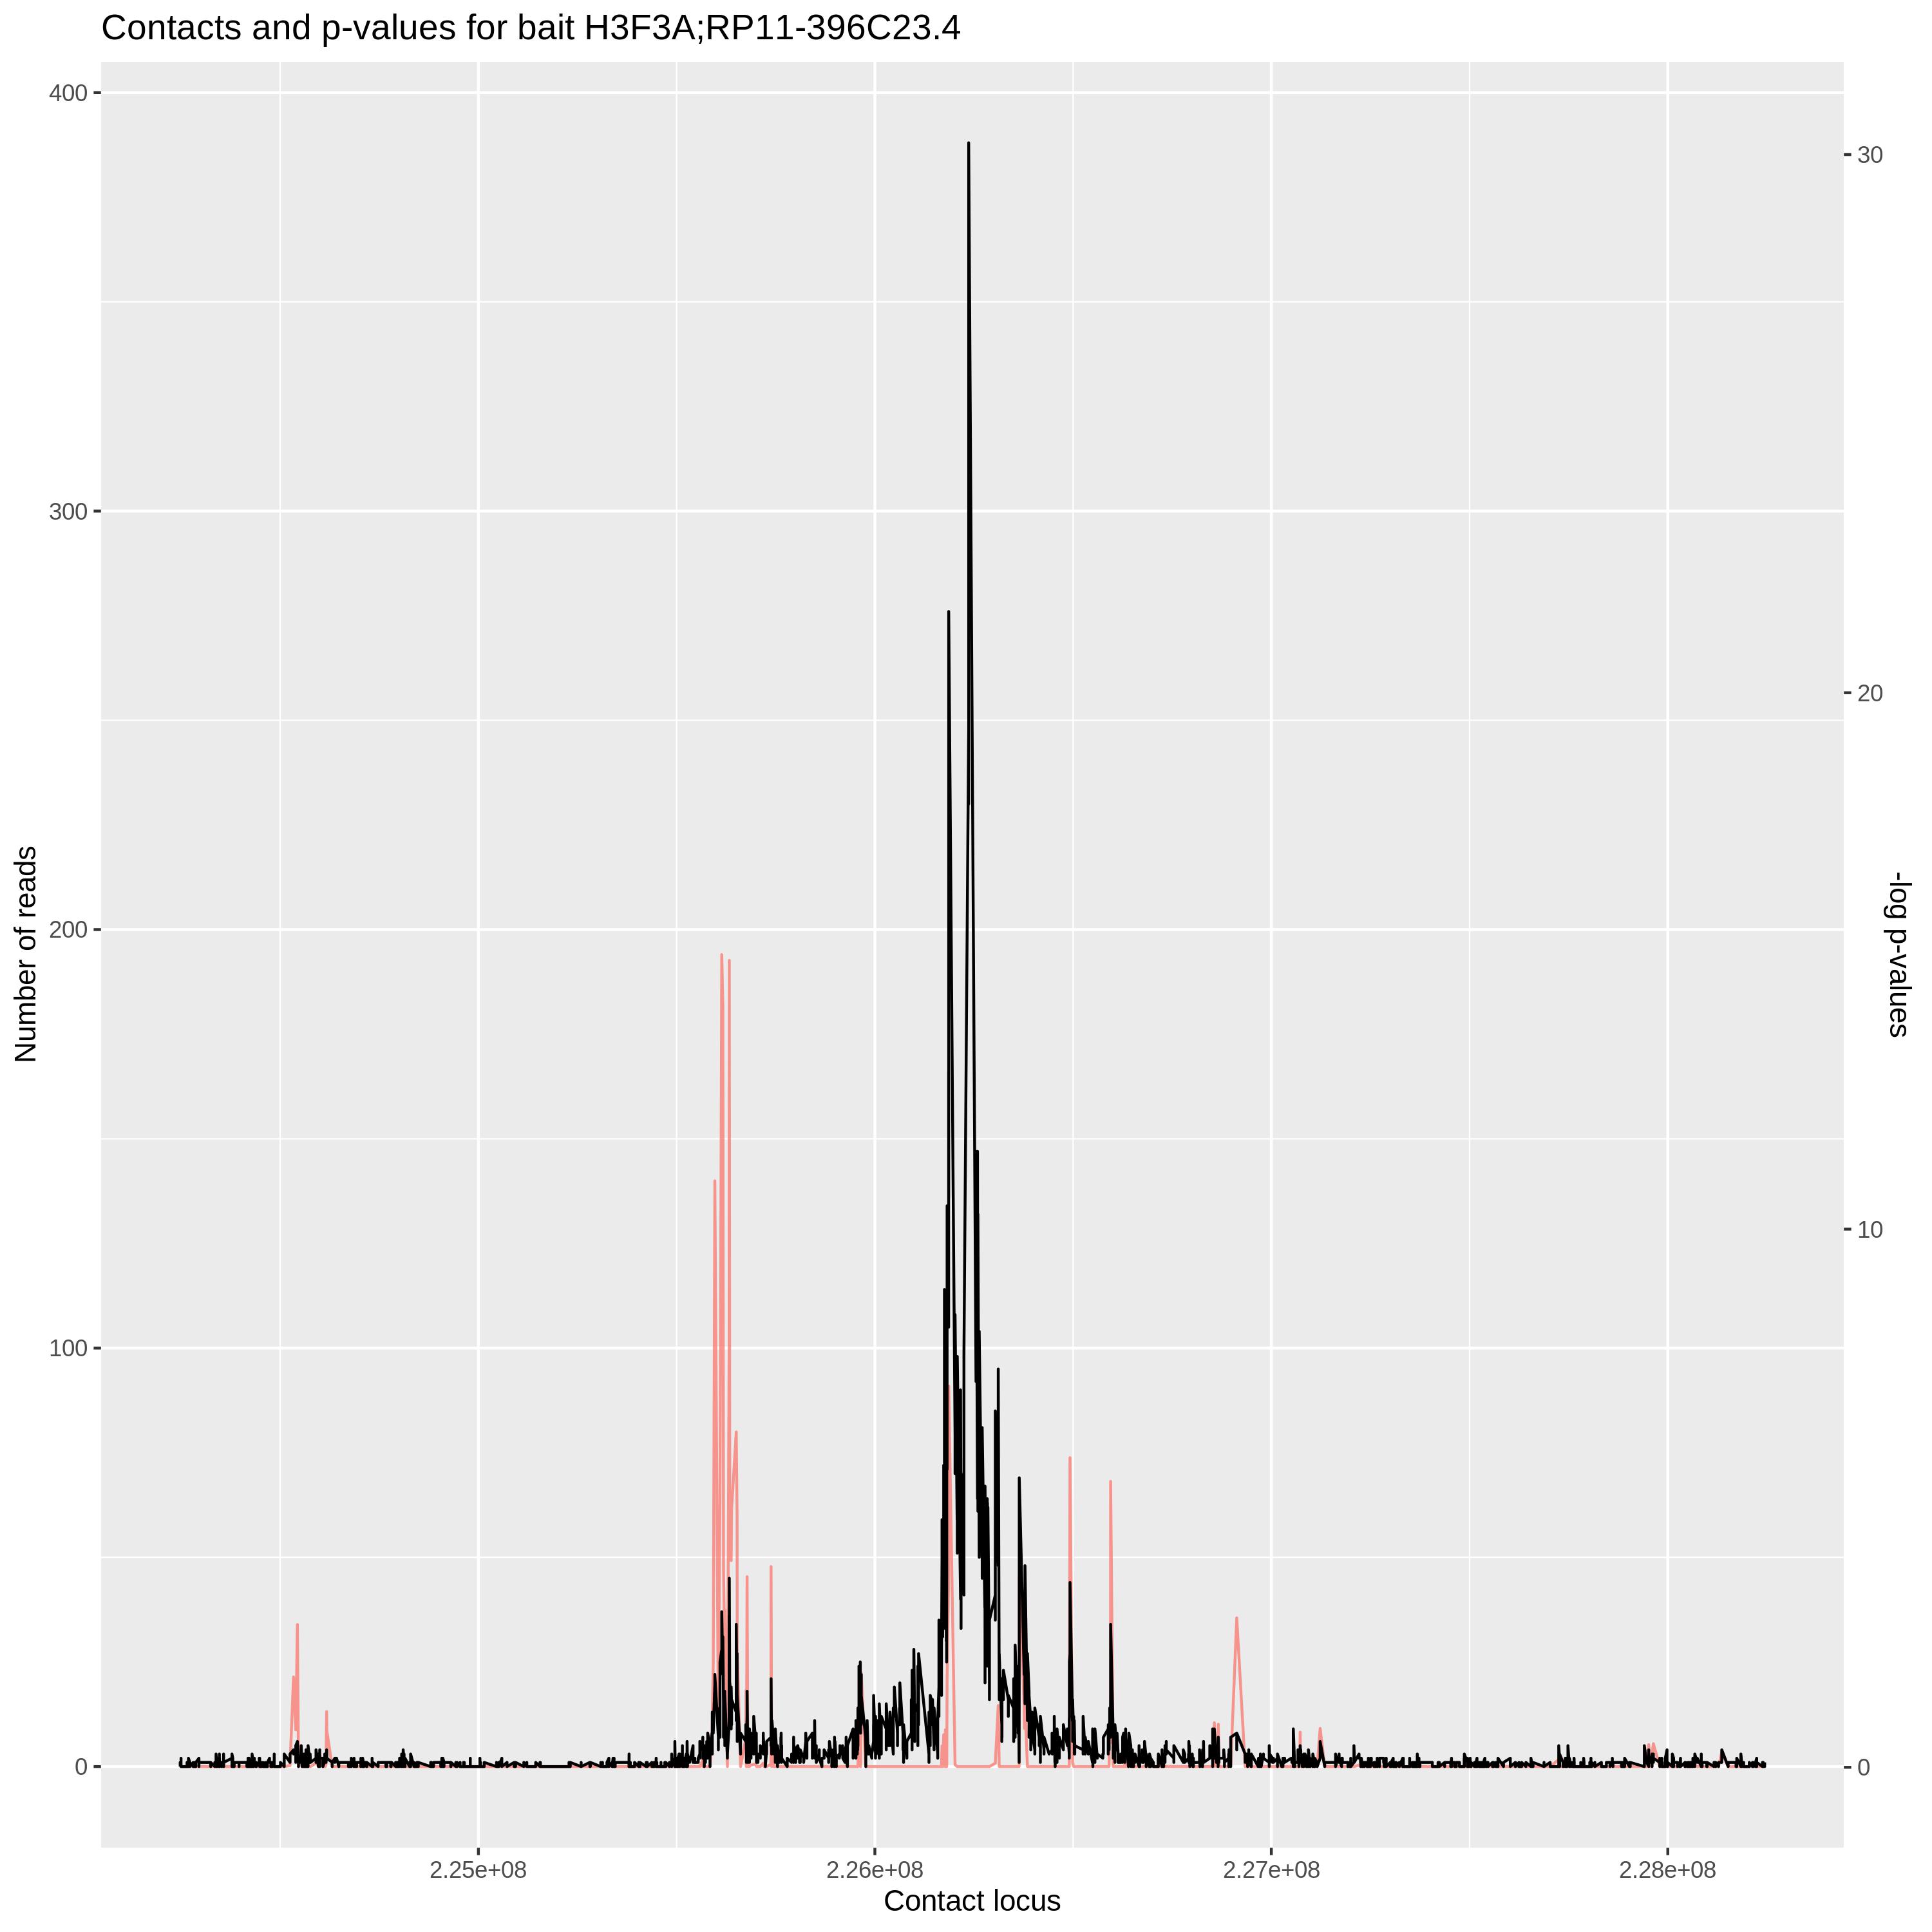 Contacts and p-values for bait H3F3A;RP11-396C23.4
400
300
200
100
0
30
20
10
0
Number of reads
-log p-values
2.25e+08
2.26e+08
2.27e+08
2.28e+08
Contact locus